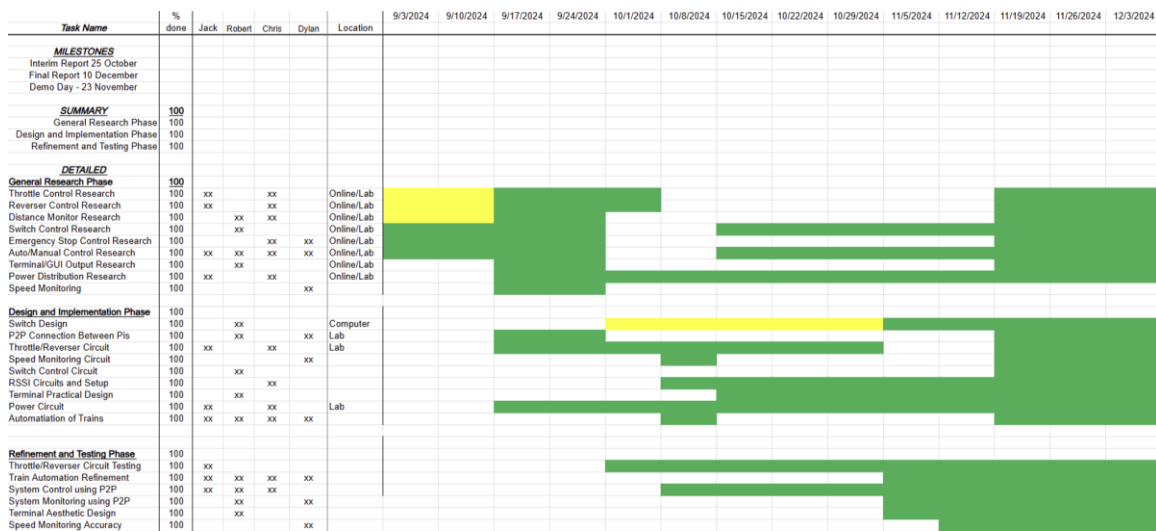 9/3/2024 9/10/2024 9/17/2024 9/24/2024 10/1/2024 10/8/2024 10/15/2024 10/22/2024 10/29/2024 11/5/2024 11/12/2024 11/19/2024 11/26/2024 12/3/2024
Task Name % done Jack Robert Chris Dylan Location
MILESTONES
Interim Report 25 October
Final Report 10 December
Demo Day - 23 November
SUMMARY 100
General Research Phase 100
Design and Implementation Phase 100
Refinement and Testing Phase 100
DETAILED
General Research Phase 100
Throttle Control Research 100 xx xx Online/Lab
Reverser Control Research 100 xx xx Online/Lab
Distance Monitor Research 100 xx xx Online/Lab
Switch Control Research 100 xx Online/Lab
Emergency Stop Control Research 100 xx xx Online/Lab
Auto/Manual Control Research 100 xx xx xx xx Online/Lab
Terminal/GUI Output Research 100 xx Online/Lab
Power Distribution Research 100 xx xx Online/Lab
Speed Monitoring 100 xx
Design and Implementation Phase 100
Switch Design 100 xx Computer
P2P Connection Between Pis 100 xx xx Lab
Throttle/Reverser Circuit 100 xx xx Lab
Speed Monitoring Circuit 100 xx
Switch Control Circuit 100 xx
RSSI Circuits and Setup 100 xx
Terminal Practical Design 100 xx
Power Circuit 100 xx xx Lab
Automatiation of Trains 100 xx xx xx xx
Refinement and Testing Phase 100
Throttle/Reverser Circuit Testing 100 xx
Train Automation Refinement 100 xx xx xx xx
System Control using P2P 100 xx xx xx
System Monitoring using P2P 100 xx xx
Terminal Aesthetic Design 100 xx
Speed Monitoring Accuracy 100 xx